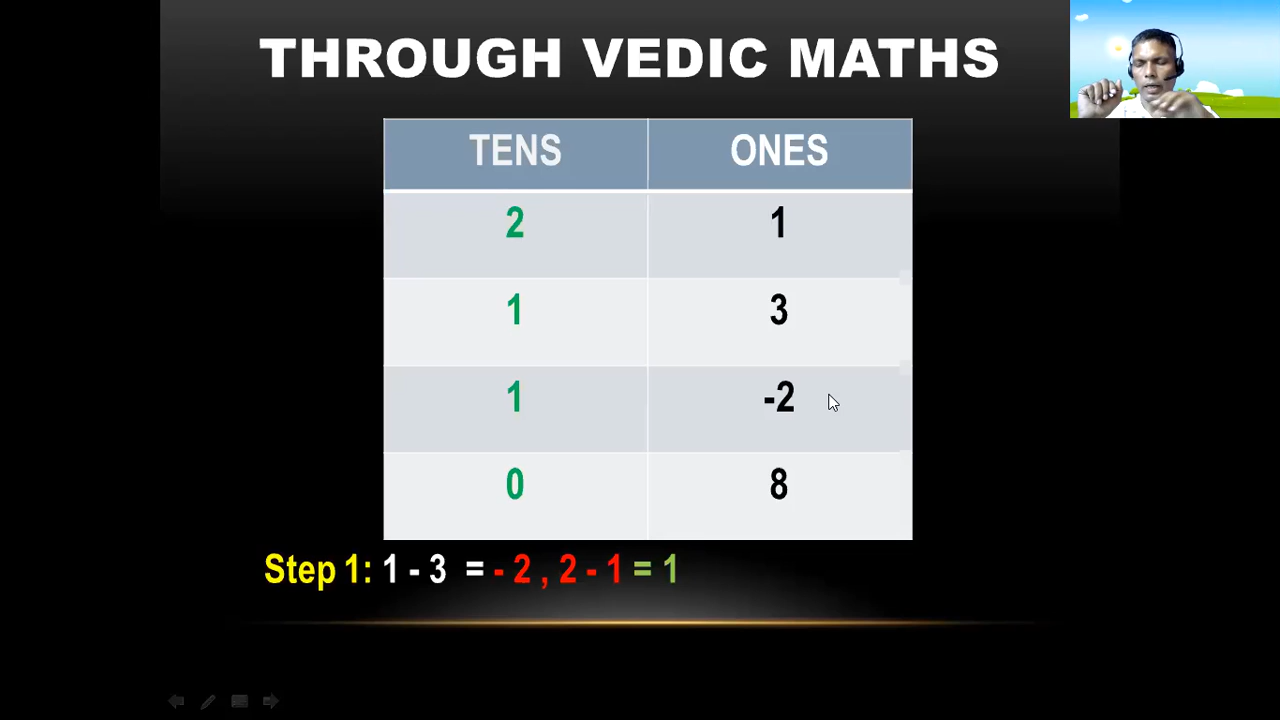 THROUGH VEDIC MATHS
TENS ONES
2 1
1 3
1 -2
0 8
Step 1: 1 - 3 = - 2 , 2 - 1 = 1